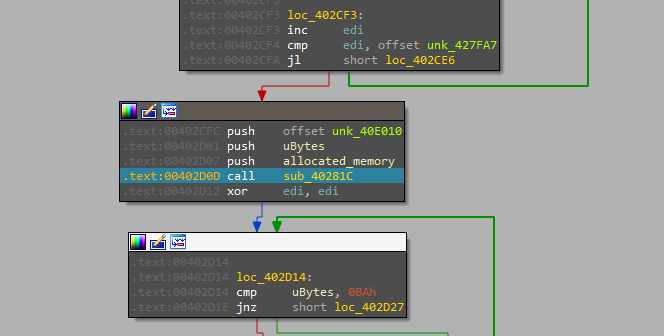 .text:00402CF3 loc_402CF3:
.text:00402CF3 inc edi
.text:00402CF4 cmp edi, offset unk_427FA7
.text:00402CFA jl short loc_402CE6
.text:00402CFC push offset unk_40E010
.text:00402D01 push uBytes
.text:00402D07 push allocated_memory
.text:00402D0D call sub_40281C
.text:00402D12 xor edi, edi
.text:00402D14
.text:00402D14 loc_402D14:
.text:00402D14 cmp uBytes, 0BAh
.text:00402D1E jnz short loc_402D27